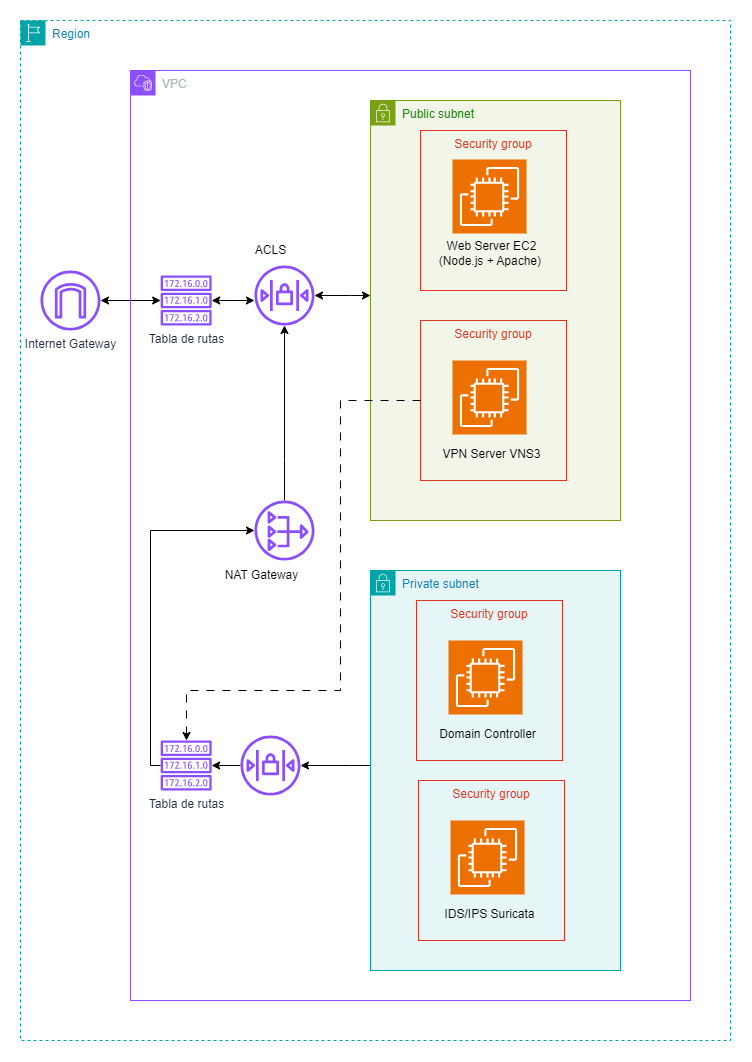 Region
VPC
Public subnet
Security group
Web Server EC2
(Node.js + Apache)
ACLS
172.16.0.0
172.16.1.0
172.16.2.0
Internet Gateway
Tabla de rutas
Security group
VPN Server VNS3
NAT Gateway
Private subnet
Security group
Domain Controller
172.16.0.0
172.16.1.0
172.16.2.0
Tabla de rutas
Security group
IDS/IPS Suricata